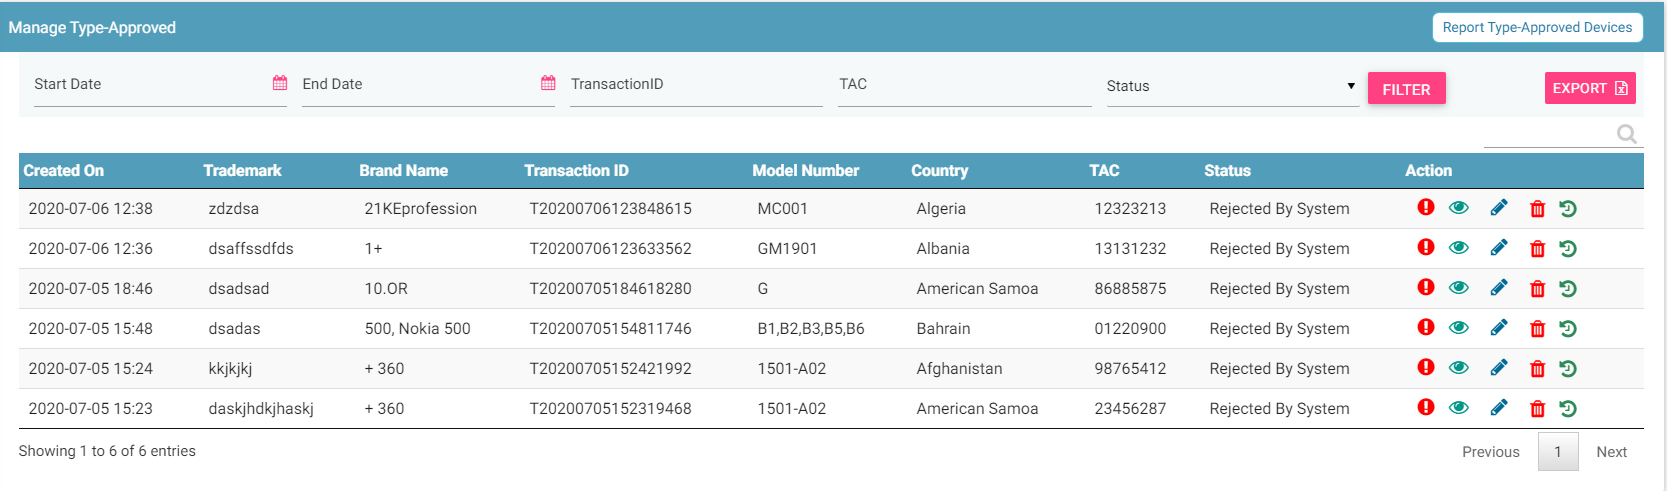 Manage Type-Approved Report Type-Approved Devices
Start Date End Date TransactionID TAC Status FILTER EXPORT
Created On Trademark Brand Name Transaction ID Model Number Country TAC Status Action
2020-07-06 12:38 zdzdsa 21KEprofession T20200706123848615 MC001 Algeria 12323213 Rejected By System
2020-07-06 12:36 dsaffssdfds 1+ T20200706123633562 GM1901 Albania 13131232 Rejected By System
2020-07-05 18:46 dsadsad 10.OR T20200705184618280 G American Samoa 86885875 Rejected By System
2020-07-05 15:48 dsadas 500, Nokia 500 T20200705154811746 B1,B2,B3,B5,B6 Bahrain 01220900 Rejected By System
2020-07-05 15:24 kkjkjkj + 360 T20200705152421992 1501-A02 Afghanistan 98765412 Rejected By System
2020-07-05 15:23 daskjhdkjhaskj + 360 T20200705152319468 1501-A02 American Samoa 23456287 Rejected By System
Showing 1 to 6 of 6 entries Previous 1 Next